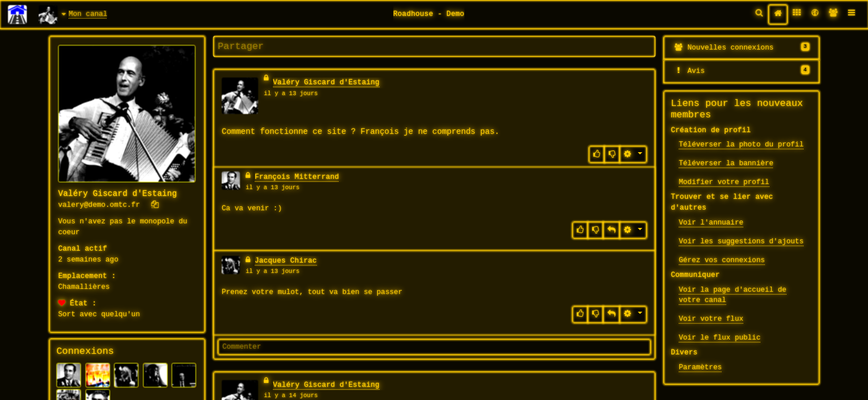 Mon canal
Roadhouse - Demo
Valéry Giscard d'Estaing
valery@demo.omtc.fr
Vous n'avez pas le monopole du
coeur
Canal actif
2 semaines ago
Emplacement :
Chamallières
État :
Sort avec quelqu'un
Connexions
Partager
Valéry Giscard d'Estaing
il y a 13 jours
Comment fonctionne ce site ? François je ne comprends pas.
François Mitterrand
il y a 13 jours
Ca va venir :)
Jacques Chirac
il y a 13 jours
Prenez votre mulot, tout va bien se passer
Commenter
Valéry Giscard d'Estaing
il y a 14 jours
Nouvelles connexions 3
Avis 4
Liens pour les nouveaux
membres
Création de profil
Téléverser la photo du profil
Téléverser la bannière
Modifier votre profil
Trouver et se lier avec
d'autres
Voir l'annuaire
Voir les suggestions d'ajouts
Gérez vos connexions
Communiquer
Voir la page d'accueil de
votre canal
Voir votre flux
Voir le flux public
Divers
Paramètres